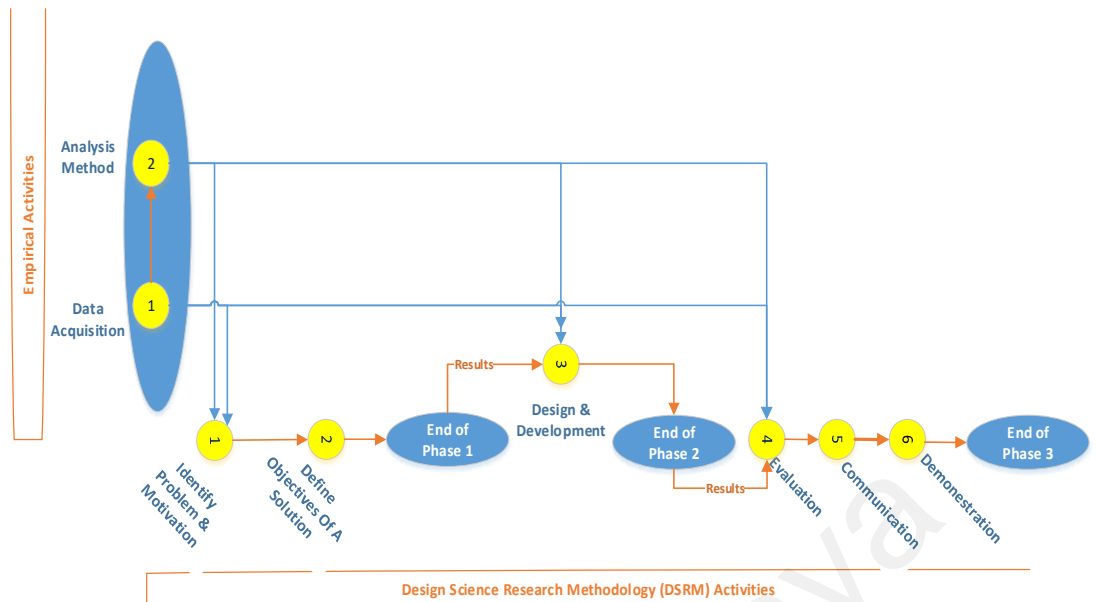 Empirical Activities
Analysis
Method
2
Data
Acquisition
1
Results
3
Design &
Development
1
Identify
Problem &
Motivation
2
Define
Objectives Of A
Solution
End of
Phase 1
End of
Phase 2
Results
4
Evaluation
5
Communication
6
Demonestration
End of
Phase 3
Design Science Research Methodology (DSRM) Activities